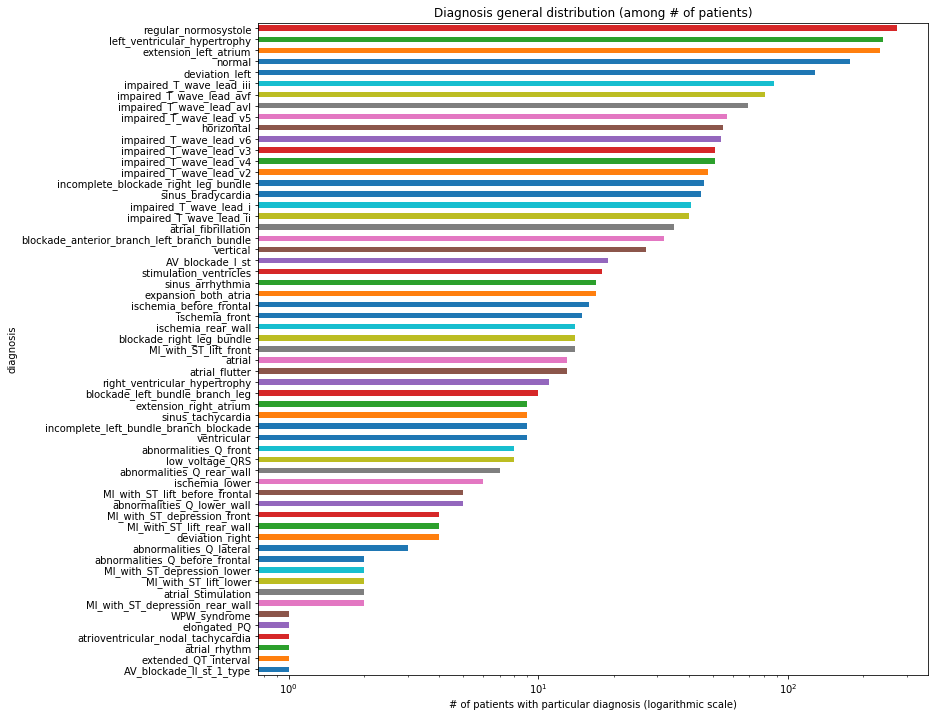 Diagnosis general distribution (among # of patients)
diagnosis
regular_normosystole
left_ventricular_hypertrophy
extension_left_atrium
normal
deviation_left
impaired_T_wave_lead_iii
impaired_T_wave_lead_avf
impaired_T_wave_lead_avl
impaired_T_wave_lead_v5
horizontal
impaired_T_wave_lead_v6
impaired_T_wave_lead_v3
impaired_T_wave_lead_v4
impaired_T_wave_lead_v2
incomplete_blockade_right_leg_bundle
sinus_bradycardia
impaired_T_wave_lead_i
impaired_T_wave_lead_ii
atrial_fibrillation
blockade_anterior_branch_left_branch_bundle
vertical
AV_blockade_I_st
stimulation_ventricles
sinus_arrhythmia
expansion_both_atria
ischemia_before_frontal
ischemia_front
ischemia_rear_wall
blockade_right_leg_bundle
MI_with_ST_lift_front
atrial
atrial_flutter
right_ventricular_hypertrophy
blockade_left_bundle_branch_leg
extension_right_atrium
sinus_tachycardia
incomplete_left_bundle_branch_blockade
ventricular
abnormalities_Q_front
low_voltage_QRS
abnormalities_Q_rear_wall
ischemia_lower
MI_with_ST_lift_before_frontal
abnormalities_Q_lower_wall
MI_with_ST_depression_front
MI_with_ST_lift_rear_wall
deviation_right
abnormalities_Q_lateral
abnormalities_Q_before_frontal
MI_with_ST_depression_lower
MI_with_ST_lift_lower
atrial_Stimulation
MI_with_ST_depression_rear_wall
WPW_syndrome
elongated_PQ
atrioventricular_nodal_tachycardia
atrial_rhythm
extended_QT_interval
AV_blockade_II_st_1_type
10⁰ 10¹ 10²
# of patients with particular diagnosis (logarithmic scale)